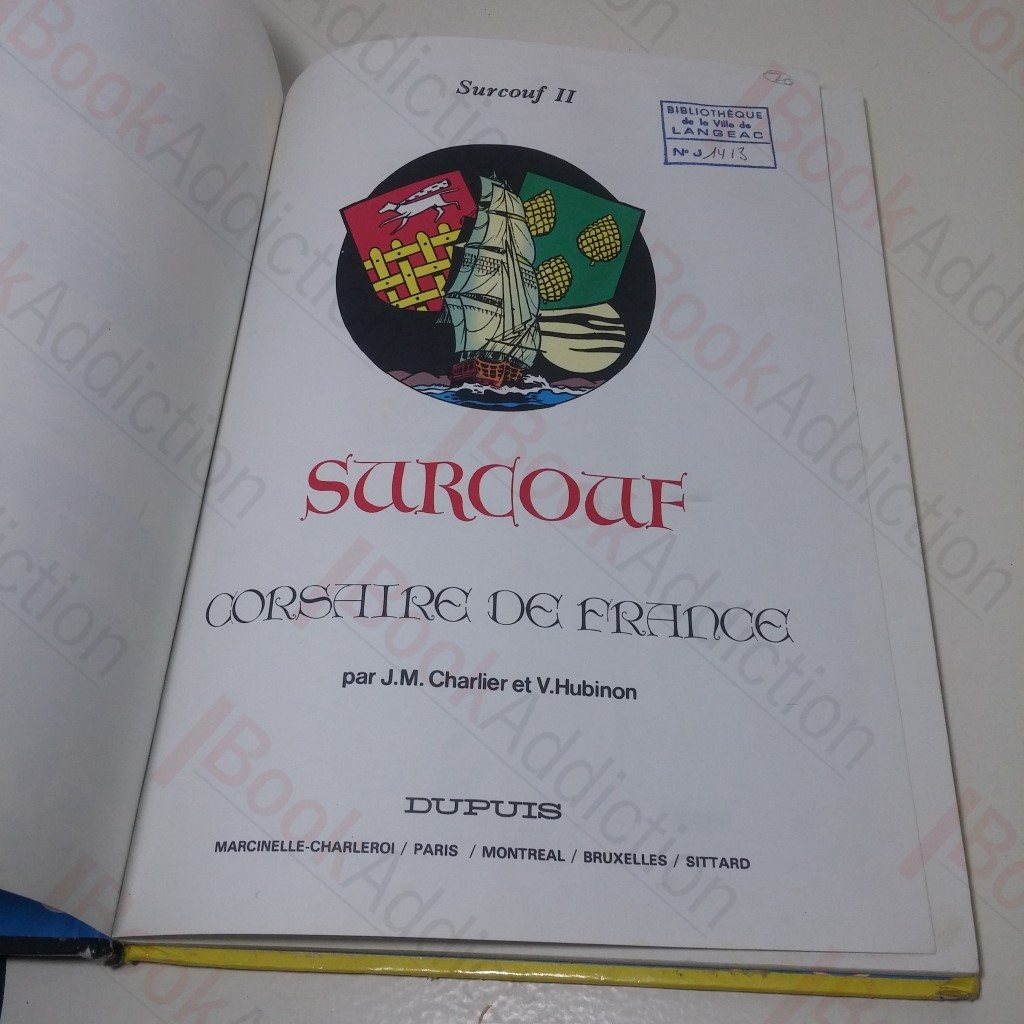 Surcouf II
BIBLIOTHÈQUE
de la Ville de
LANGEAC
N° J 1413
SURCOUF
CORSAIRE DE FRANCE
par J.M. Charlier et V.Hubinon
DUPUIS
MARCINELLE-CHARLEROI / PARIS / MONTREAL / BRUXELLES / SITTARD
BookAddiction